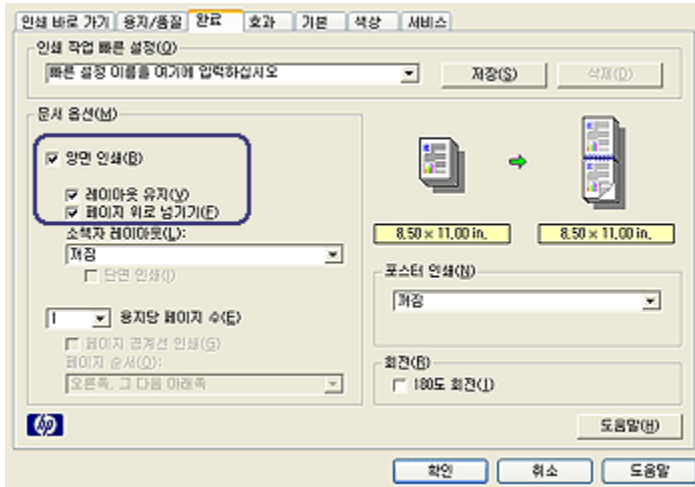 인쇄 바로 가기 용지/품질 완료 효과 기본 색상 서비스
인쇄 작업 빠른 설정(Q)
빠른 설정 이름을 여기에 입력하십시오
저장(S) 삭제(D)
문서 옵션(M)
양면 인쇄(B)
레이아웃 유지(V)
페이지 위로 넘기기(F)
소책자 레이아웃(L):
꺼짐
단면 인쇄(I)
1 용지당 페이지 수(E)
페이지 경계선 인쇄(G)
페이지 순서(O):
오른쪽, 그 다음 아래쪽
8.50 × 11.00 in. 8.50 × 11.00 in.
포스터 인쇄(N)
꺼짐
회전(R)
180도 회전(J)
hp
도움말(H)
확인 취소 도움말